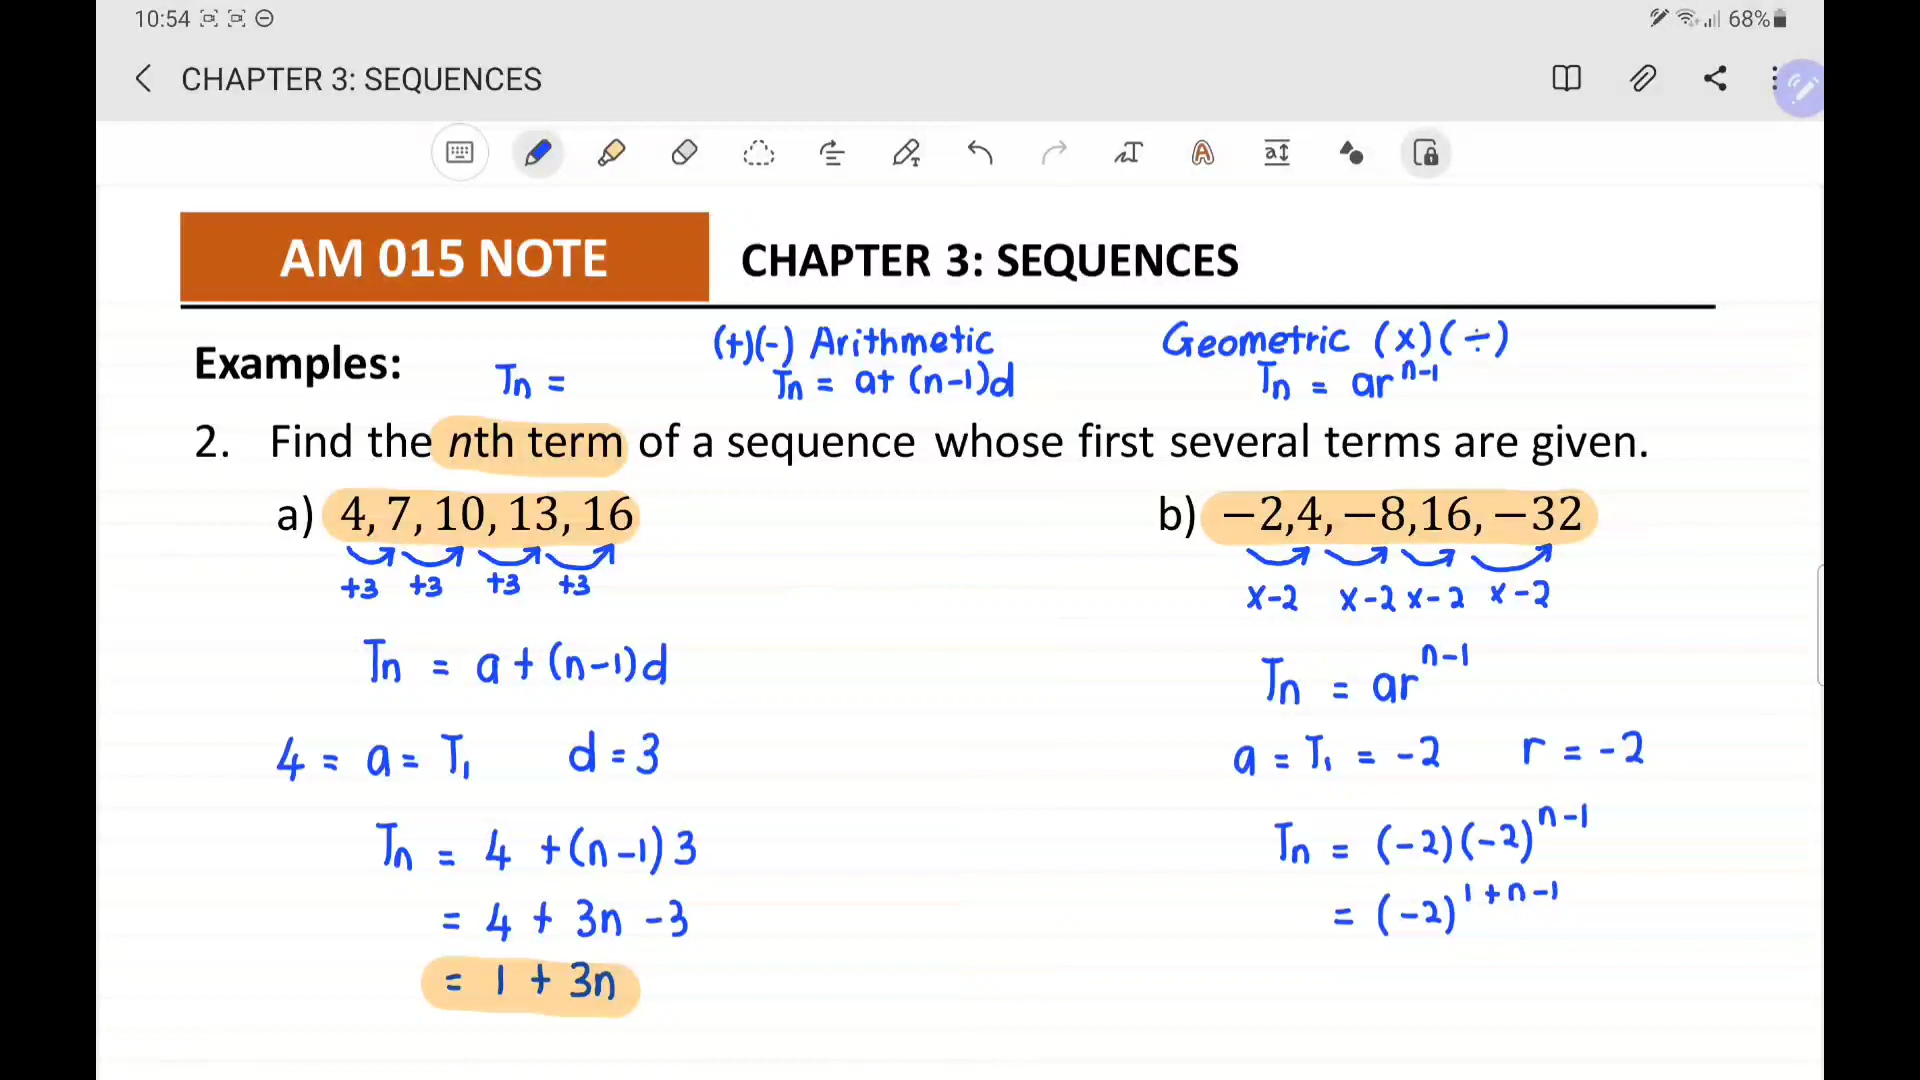 10:54 68%
CHAPTER 3: SEQUENCES
AM 015 NOTE CHAPTER 3: SEQUENCES
Examples: Tn = (+)(-) Arithmetic Tn = a+ (n-1)d Geometric (x)(÷) Tn = ar^n-1
2. Find the nth term of a sequence whose first several terms are given.
a) 4, 7, 10, 13, 16 b) −2,4, −8,16, −32
+3 +3 +3 +3 x-2 x-2 x-2 x-2
Tn = a + (n-1)d Tn = ar^n-1
4 = a = T₁ d = 3 a = T₁ = -2 r = -2
Tn = 4 +(n-1)3 Tn = (-2)(-2)^n-1
= 4 + 3n -3 = (-2)^1+n-1
= 1 + 3n